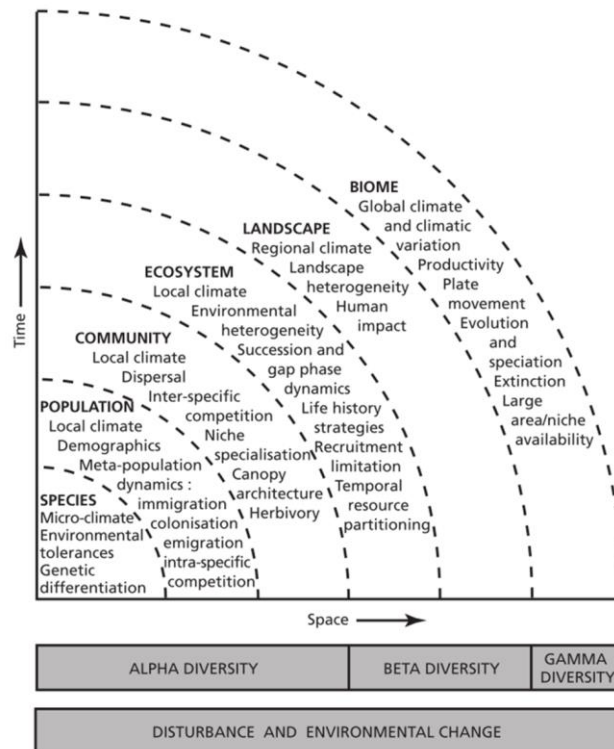 BIOME
Global climate
and climatic
variation
Productivity
Plate
movement
Evolution
and
speciation
Extinction
Large
area/niche
availability
LANDSCAPE
Regional climate
Landscape
heterogeneity
Human
impact
ECOSYSTEM
Local climate
Environmental
heterogeneity
Succession and
gap phase
dynamics
Life history
strategies
Recruitment
limitation
Temporal
resource
partitioning
COMMUNITY
Local climate
Dispersal
Inter-specific
competition
Niche
specialisation
Canopy
architecture
Herbivory
POPULATION
Local climate
Demographics
Meta-population
dynamics :
immigration
colonisation
emigration
intra-specific
competition
SPECIES
Micro-climate
Environmental
tolerances
Genetic
differentiation
Time
Space
ALPHA DIVERSITY
BETA DIVERSITY
GAMMA
DIVERSITY
DISTURBANCE AND ENVIRONMENTAL CHANGE